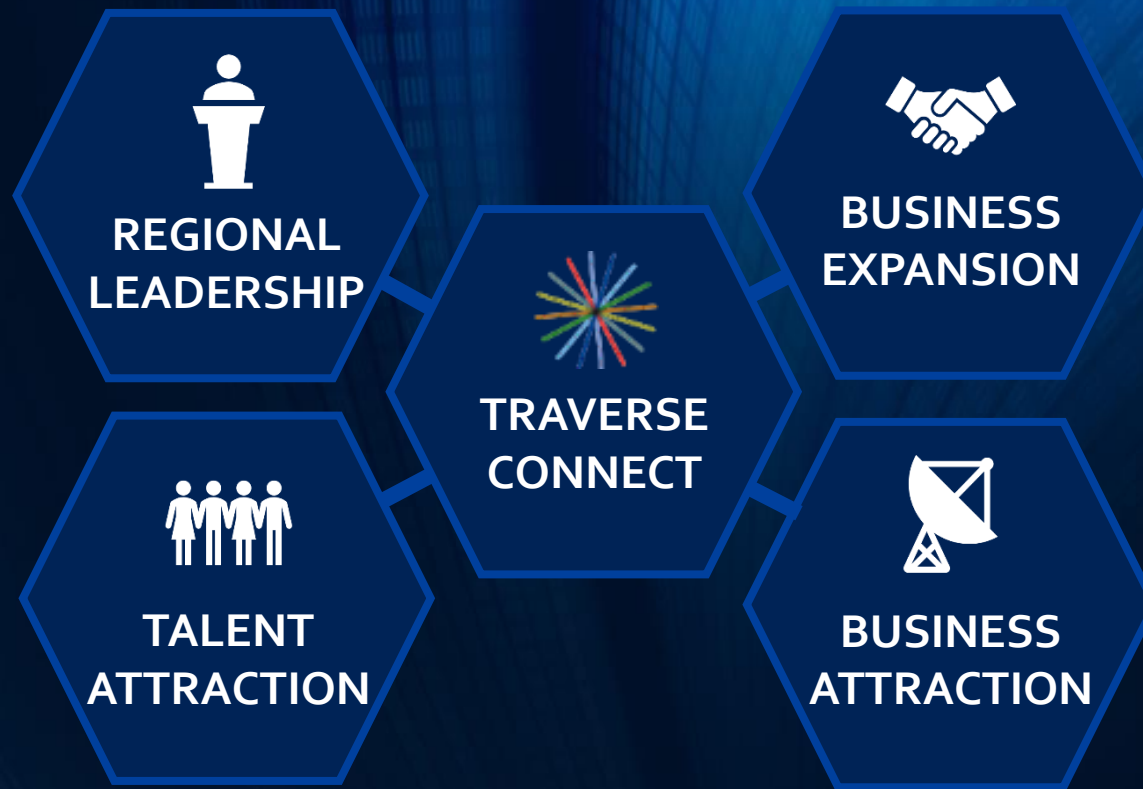 REGIONAL
LEADERSHIP
BUSINESS
EXPANSION
TRAVERSE
CONNECT
TALENT
ATTRACTION
BUSINESS
ATTRACTION